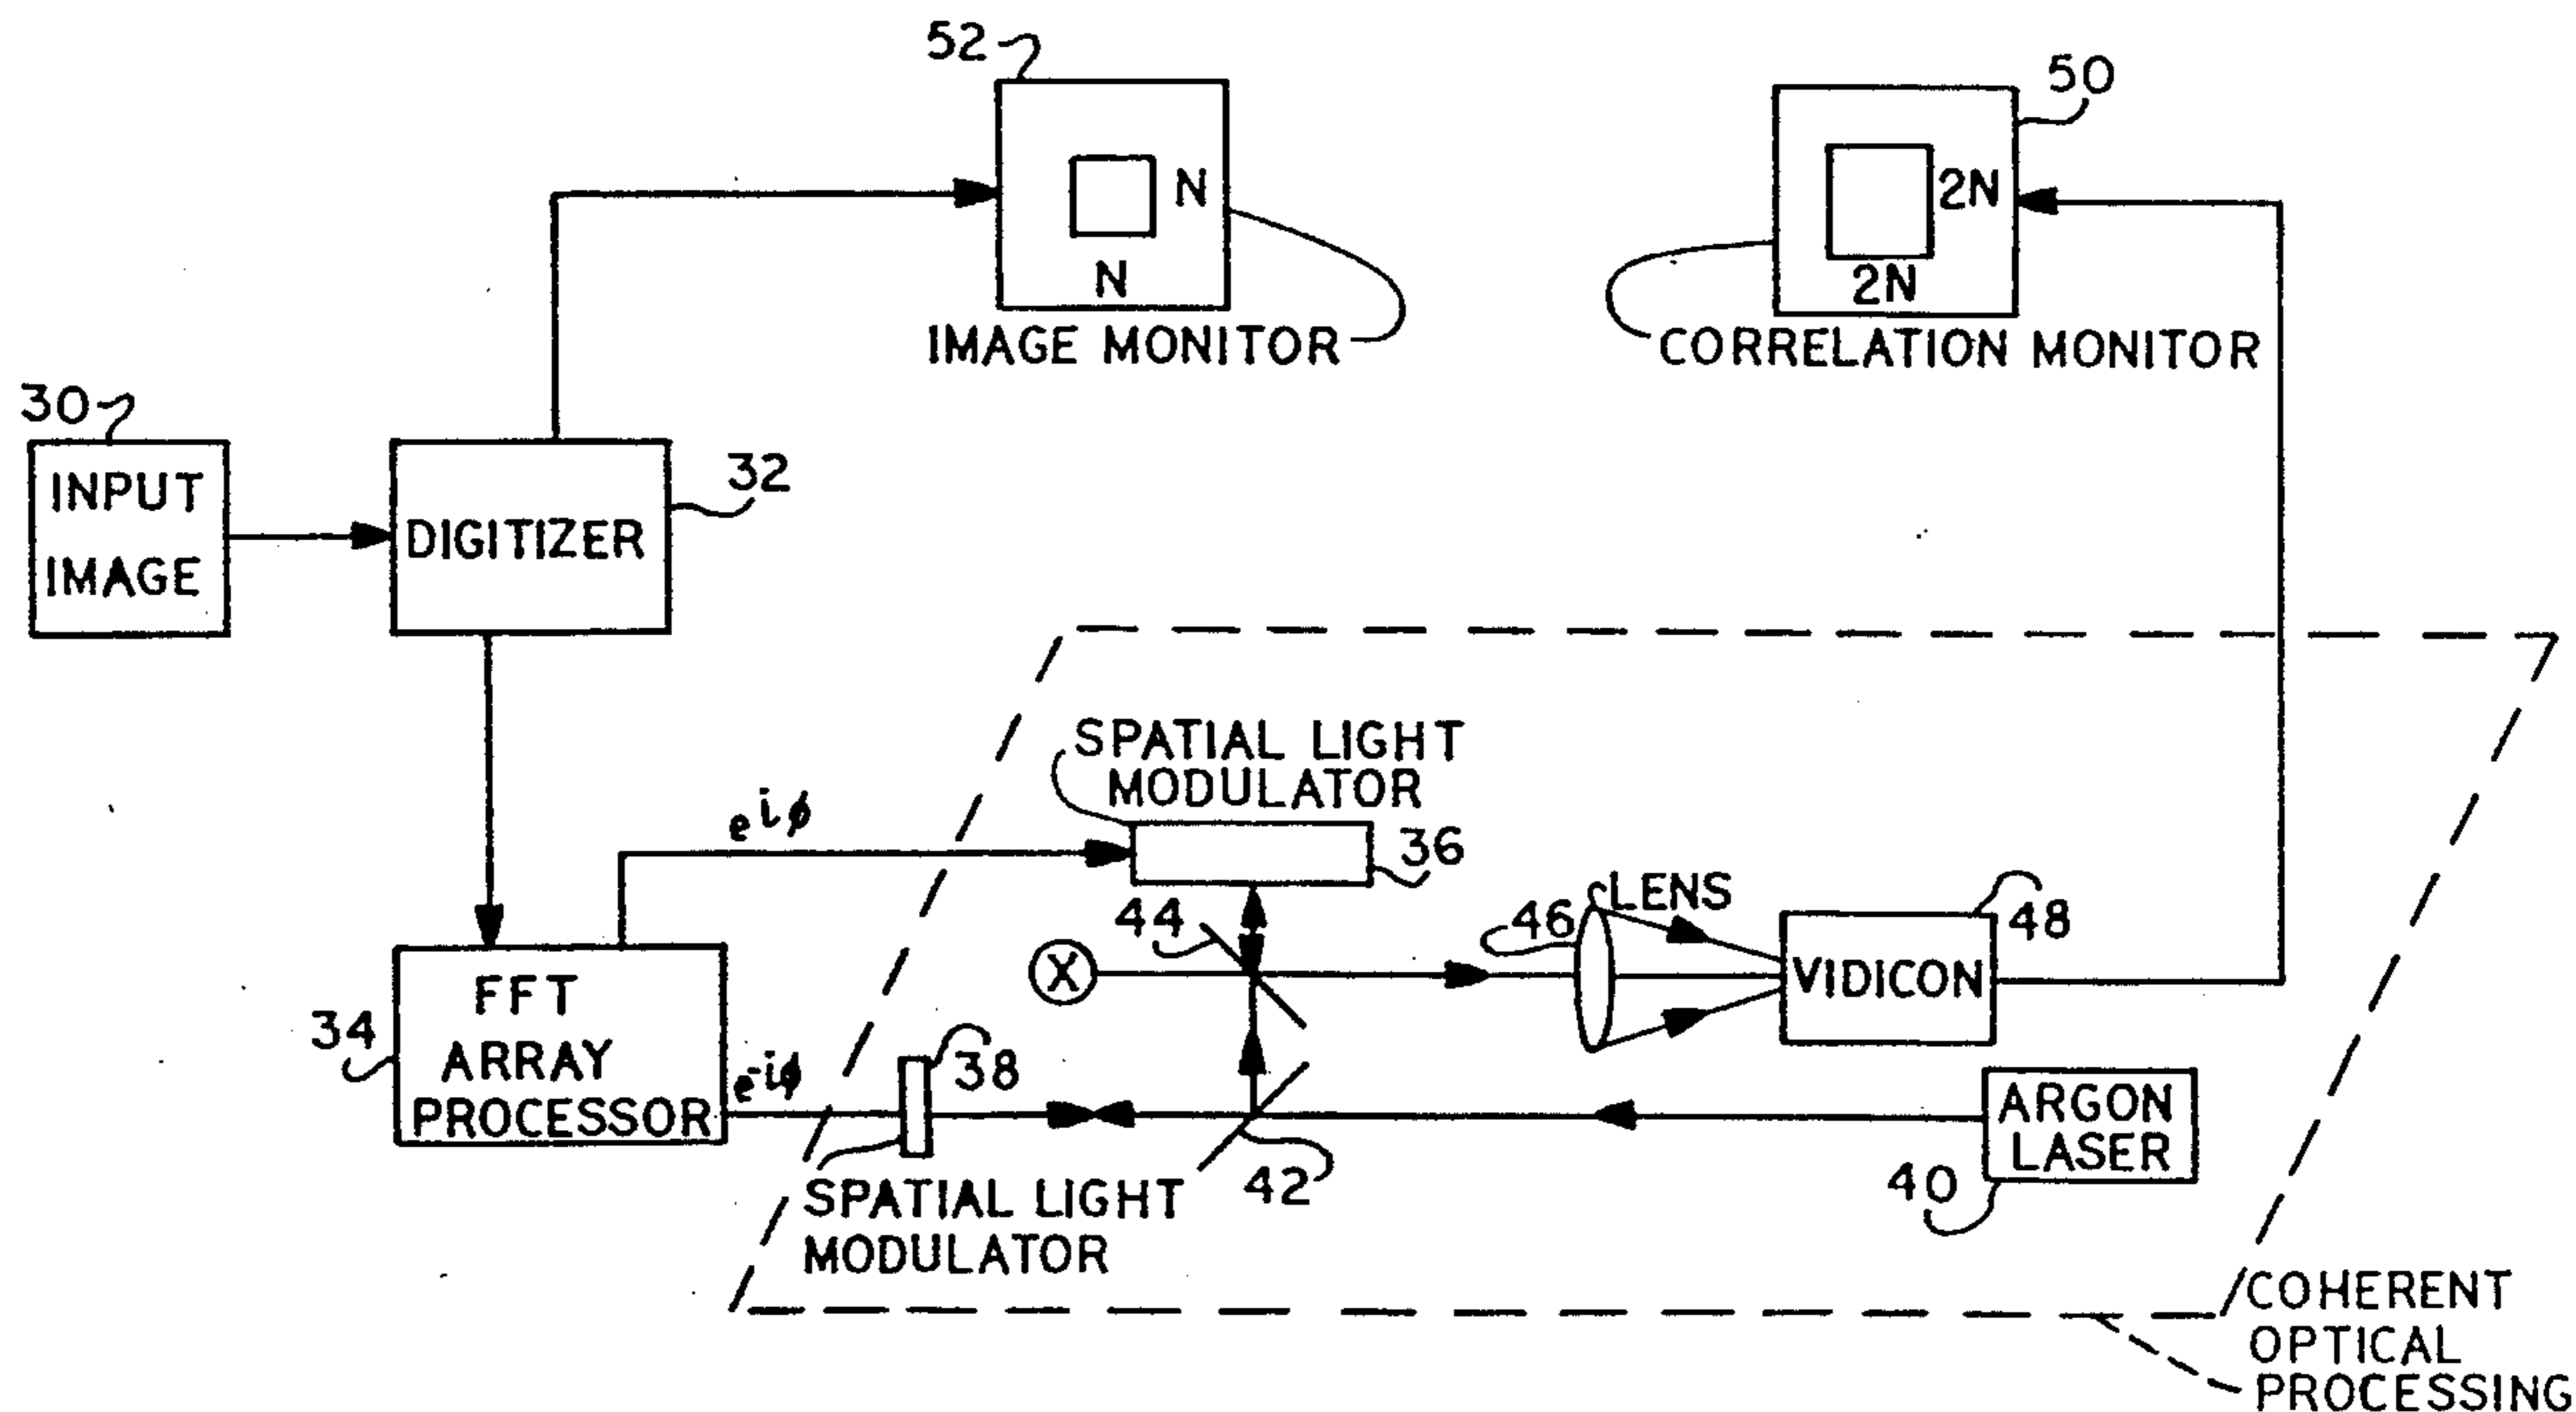 52
50
N
N
2N
2N
IMAGE MONITOR
CORRELATION MONITOR
30
INPUT
IMAGE
DIGITIZER
32
SPATIAL LIGHT
MODULATOR
e^{iϕ}
36
44
46
LENS
48
X
VIDICON
34
FFT
ARRAY
PROCESSOR
e^{-iϕ}
38
ARGON
LASER
SPATIAL LIGHT
MODULATOR
42
40
COHERENT
OPTICAL
PROCESSING